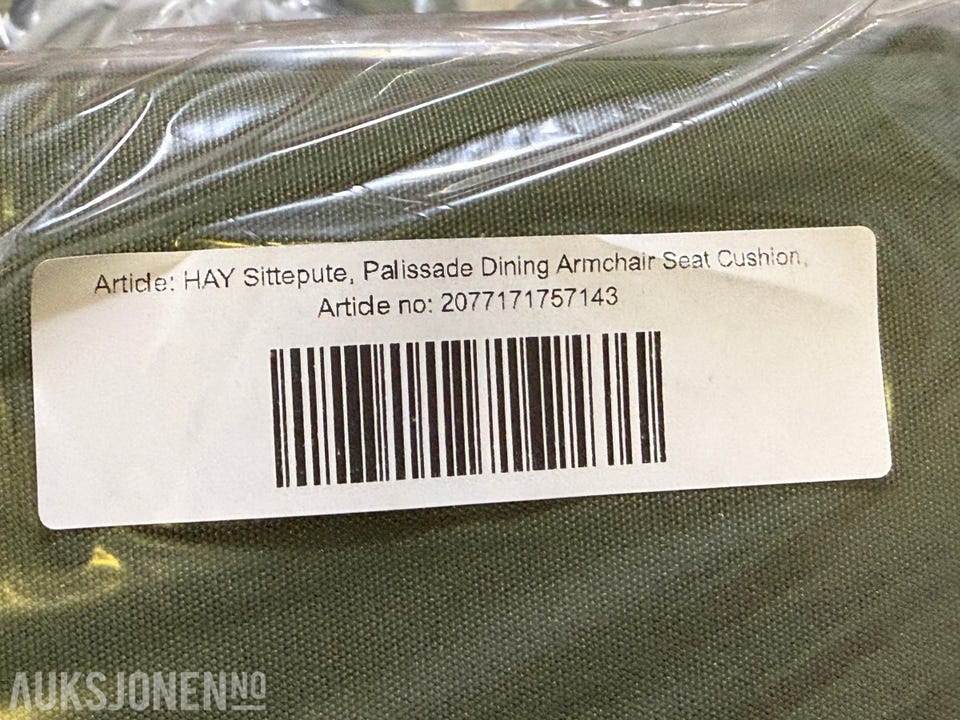 Article: HAY Sittepute, Palissade Dining Armchair Seat Cushion,
Article no: 2077171757143
AUKSJONEN NO